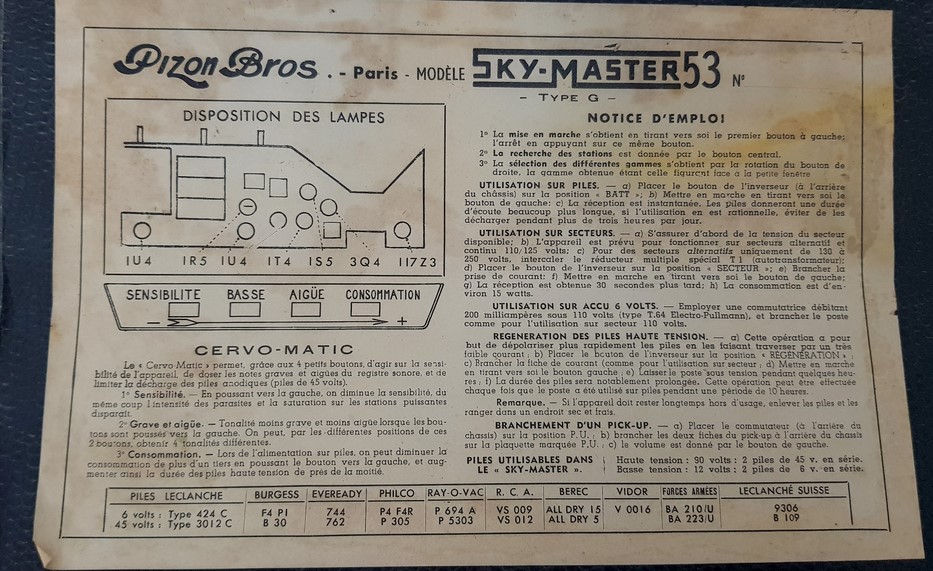 Pizon Bros. - Paris - MODÈLE SKY-MASTER 53 N°
- TYPE G -
DISPOSITION DES LAMPES
1U4 1R5 1U4 1T4 1S5 3Q4 117Z3
SENSIBILITE BASSE AIGÜE CONSOMMATION
- +
CERVO-MATIC
Le « Cervo-Matic » permet, grâce aux 4 petits boutons, d'agir sur la sensi-
bilité de l'appareil, de doser les notes graves et aigües du registre sonore, et de
limiter la décharge des piles anodiques (piles de 45 volts).
1° Sensibilité. — En poussant vers la gauche, on diminue la sensibilité, du
même coup l'intensité des parasites et la saturation sur les stations puissantes
disparaît.
2° Grave et aigüe. — Tonalité moins grave et moins aigüe lorsque les bou-
tons sont poussés vers la gauche. On peut, par les différentes positions de ces
2 boutons, obtenir 4 tonalités différentes.
3° Consommation. — Lors de l'alimentation sur piles, on peut diminuer la
consommation de plus d'un tiers en poussant le bouton vers la gauche, et aug-
menter ainsi la durée des piles haute tension de près de la moitié.
NOTICE D'EMPLOI
1° La mise en marche s'obtient en tirant vers soi le premier bouton à gauche;
l'arrêt en appuyant sur ce même bouton.
2° La recherche des stations est donnée par le bouton central.
3° La sélection des différentes gammes s'obtient par la rotation du bouton de
droite, la gamme obtenue étant celle figurant face a la petite fenêtre
UTILISATION SUR PILES. — a) Placer le bouton de l'inverseur (à l'arrière
du châssis) sur la position « BATT »; b) Mettre en marche en tirant vers soi le
bouton de gauche; c) La réception est instantanée. Les piles donneront une durée
d'écoute beaucoup plus longue, si l'utilisation en est rationnelle, éviter de les
décharger pendant plus de trois heures par jour.
UTILISATION SUR SECTEURS. — a) S'assurer d'abord de la tension du secteur
disponible; b) L'appareil est prévu pour fonctionner sur secteurs alternatif et
continu 110/125 volts; c) Pour des secteurs alternatifs uniquement de 130 à
250 volts, intercaler le réducteur multiple spécial T1 (autotransformateur);
d) Placer le bouton de l'inverseur sur la position « SECTEUR »; e) Brancher la
prise de courant; f) Mettre en marche en tirant vers soi le bouton de gauche;
g) La réception est obtenue 30 secondes plus tard; h) La consommation est d'en-
viron 15 watts.
UTILISATION SUR ACCU 6 VOLTS. — Employer une commutatrice débitant
200 milliampères sous 110 volts (type T.64 Electro-Pullmann), et brancher le poste
comme pour l'utilisation sur secteur 110 volts.
REGENERATION DES PILES HAUTE TENSION. — a) Cette opération a pour
but de dépolariser plus rapidement les piles en les faisant traverser par un très
faible courant; b) Placer le bouton de l'inverseur sur la position « RÉGÉNÉRATION »;
c) Brancher la fiche de courant (comme pour l'utilisation sur secteur; d) Mettre en marche
en tirant vers soi le bouton de gauche; e) Laisser le poste sous tension pendant quelques heu-
res; f) La durée des piles sera notablement prolongée. Cette opération peut être effectuée
chaque fois que le poste a été utilisé sur piles pendant une période de 10 heures.
Remarque. — Si l'appareil doit rester longtemps hors d'usage, enlever les piles et les
ranger dans un endroit sec et frais.
BRANCHEMENT D'UN PICK-UP. — a) Placer le commutateur (à l'arrière du
chassis) sur la position P.U.; b) brancher les deux fiches du pick-up à l'arrière du chassis
sur la plaquette marquée P.U.; c) le volume est donné par le bouton de gauche.
PILES UTILISABLES DANS LE « SKY-MASTER ».
Haute tension : 90 volts : 2 piles de 45 v. en série.
Basse tension : 12 volts : 2 piles de 6 v. en série.
PILES LECLANCHE BURGESS EVEREADY PHILCO RAY-O-VAC R. C. A. BEREC VIDOR FORCES ARMÉES LECLANCHÉ SUISSE
6 volts : Type 424 C F4 PI 744 P4 F4R P 694 A VS 009 ALL DRY 15 V 0016 BA 210/U 9306
45 volts : Type 3012 C B 30 762 P 305 P 5303 VS 012 ALL DRY 5 BA 223/U B 109